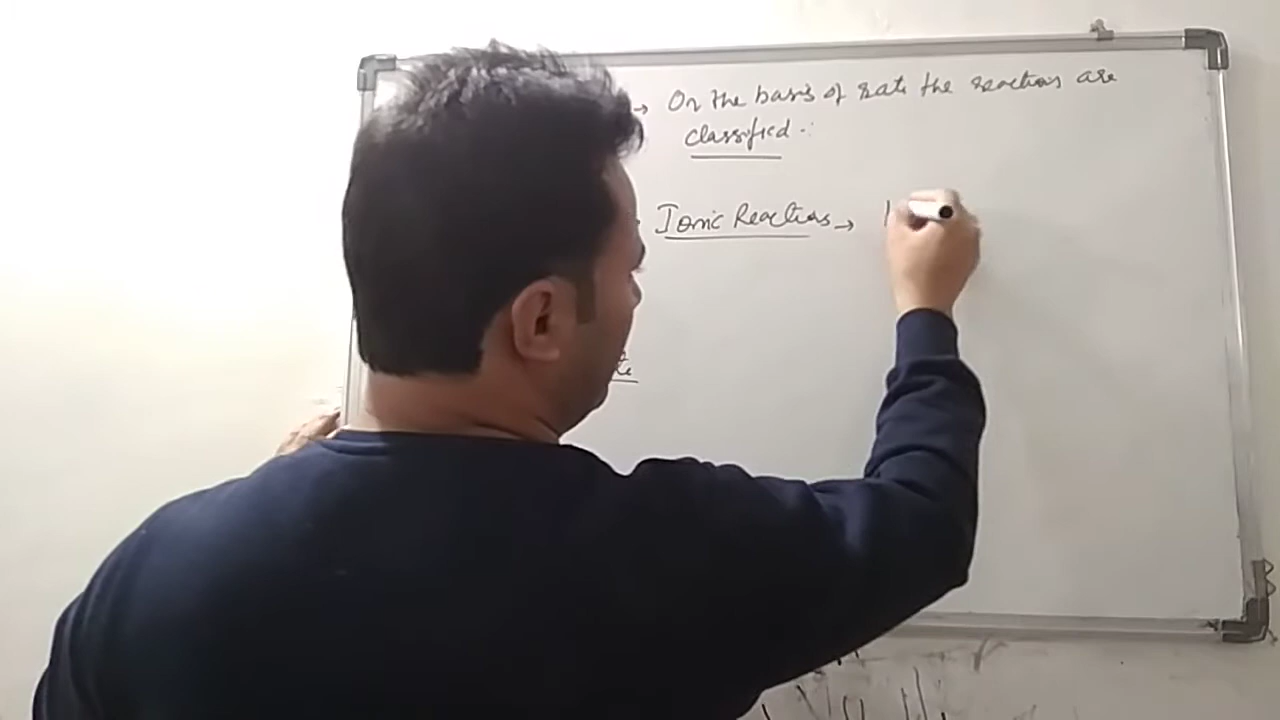 → On the basis of rate the reactions are
classified -:
Ionic Reactions →